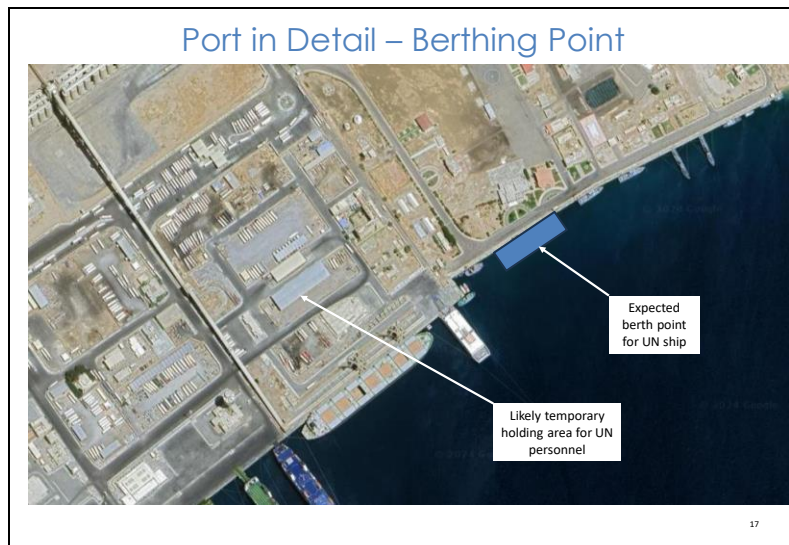 Port in Detail – Berthing Point
Expected
berth point
for UN ship
Likely temporary
holding area for UN
personnel
17